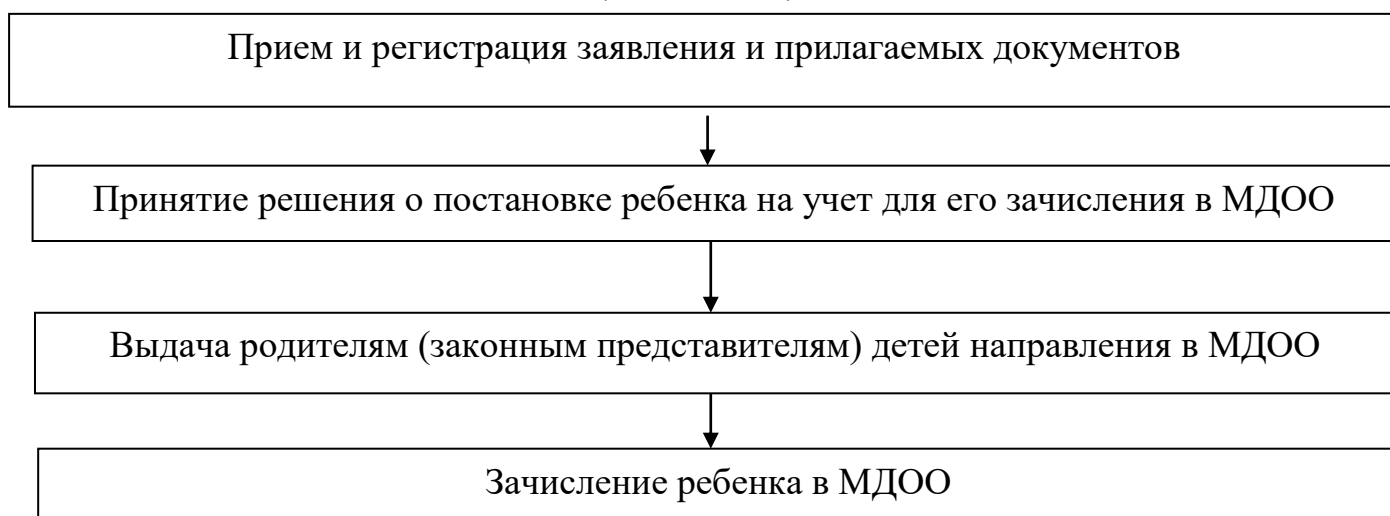 Прием и регистрация заявления и прилагаемых документов
Принятие решения о постановке ребенка на учет для его зачисления в МДОО
Выдача родителям (законным представителям) детей направления в МДОО
Зачисление ребенка в МДОО